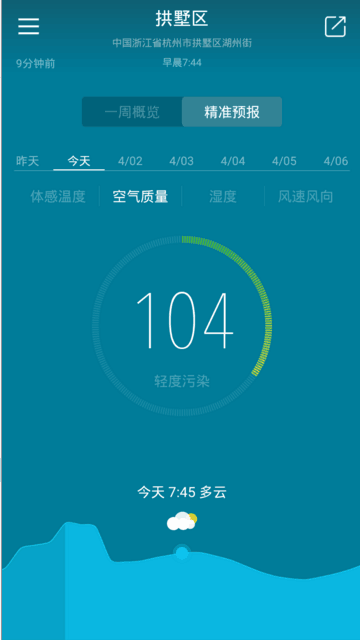 拱墅区
中国浙江省杭州市拱墅区湖州街
9分钟前
早晨7:44
一周概览 精准预报
昨天 今天 4/02 4/03 4/04 4/05 4/06
体感温度 空气质量 湿度 风速风向
104
轻度污染
今天 7:45 多云